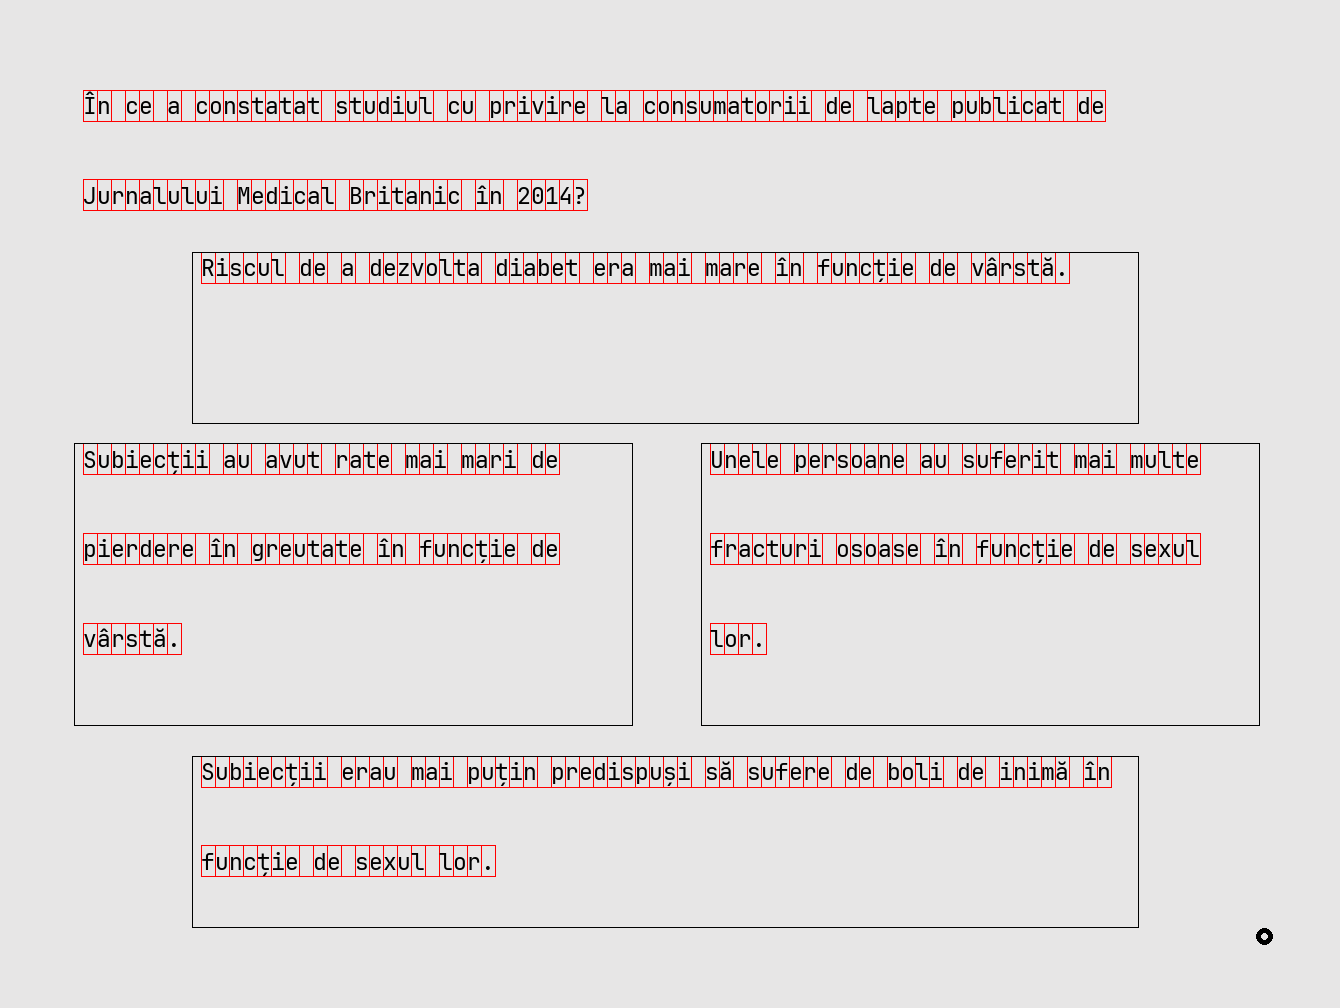 În ce a constatat studiul cu privire la consumatorii de lapte publicat de
Jurnalului Medical Britanic în 2014?
Riscul de a dezvolta diabet era mai mare în funcție de vârstă.
Subiecții au avut rate mai mari de
pierdere în greutate în funcție de
vârstă.
Unele persoane au suferit mai multe
fracturi osoase în funcție de sexul
lor.
Subiecții erau mai puțin predispuși să sufere de boli de inimă în
funcție de sexul lor.